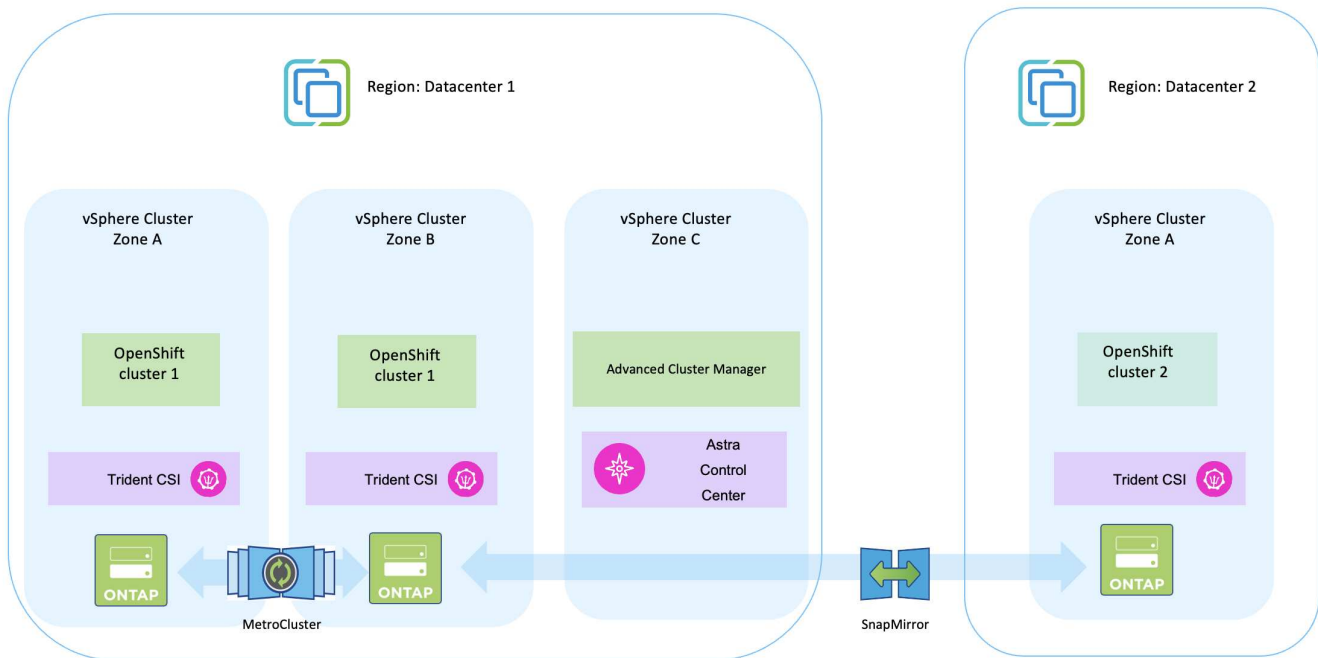 Region: Datacenter 1
Region: Datacenter 2
vSphere Cluster
Zone A
vSphere Cluster
Zone B
vSphere Cluster
Zone C
vSphere Cluster
Zone A
OpenShift
cluster 1
OpenShift
cluster 1
Advanced Cluster Manager
OpenShift
cluster 2
Trident CSI
Trident CSI
Astra
Control
Center
Trident CSI
ONTAP
ONTAP
ONTAP
MetroCluster
SnapMirror